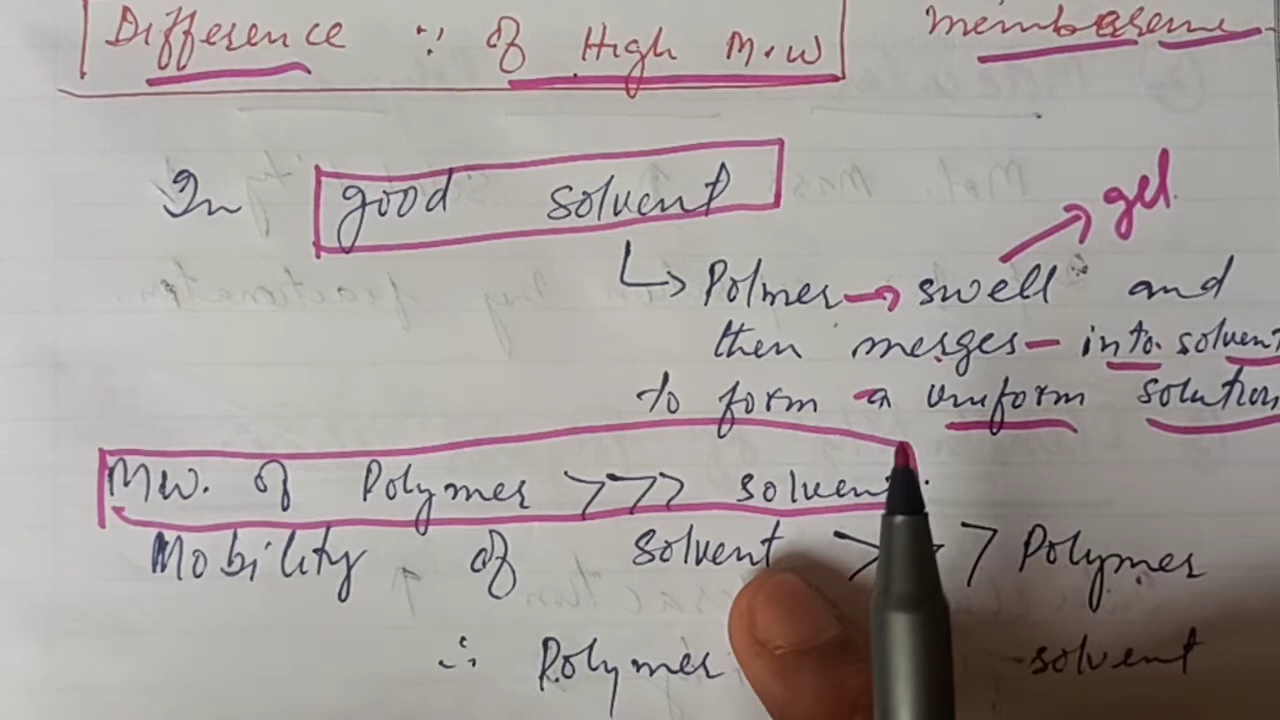 Difference ∵ of High M.W membrane
In good solvent
gel.
↳ Polmer → swell and
then merges – into solvent
to form a uniform solution
MW. of Polymer >>> solvent.
Mobility of solvent >>> Polymer
∴ Polymer solvent